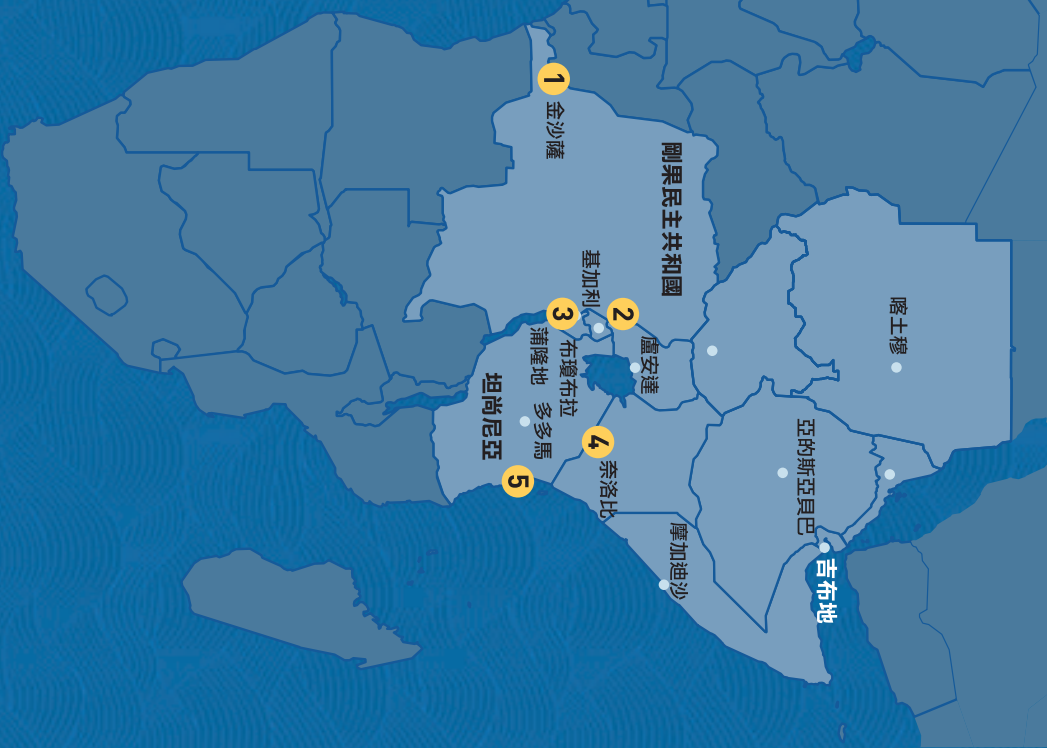 喀土穆
吉布地
亞的斯亞貝巴
剛果民主共和國
摩加迪沙
盧安達
2
4 奈洛比
基加利
3 布瓊布拉
1 金沙薩
蒲隆地
多多馬
5
坦尚尼亞